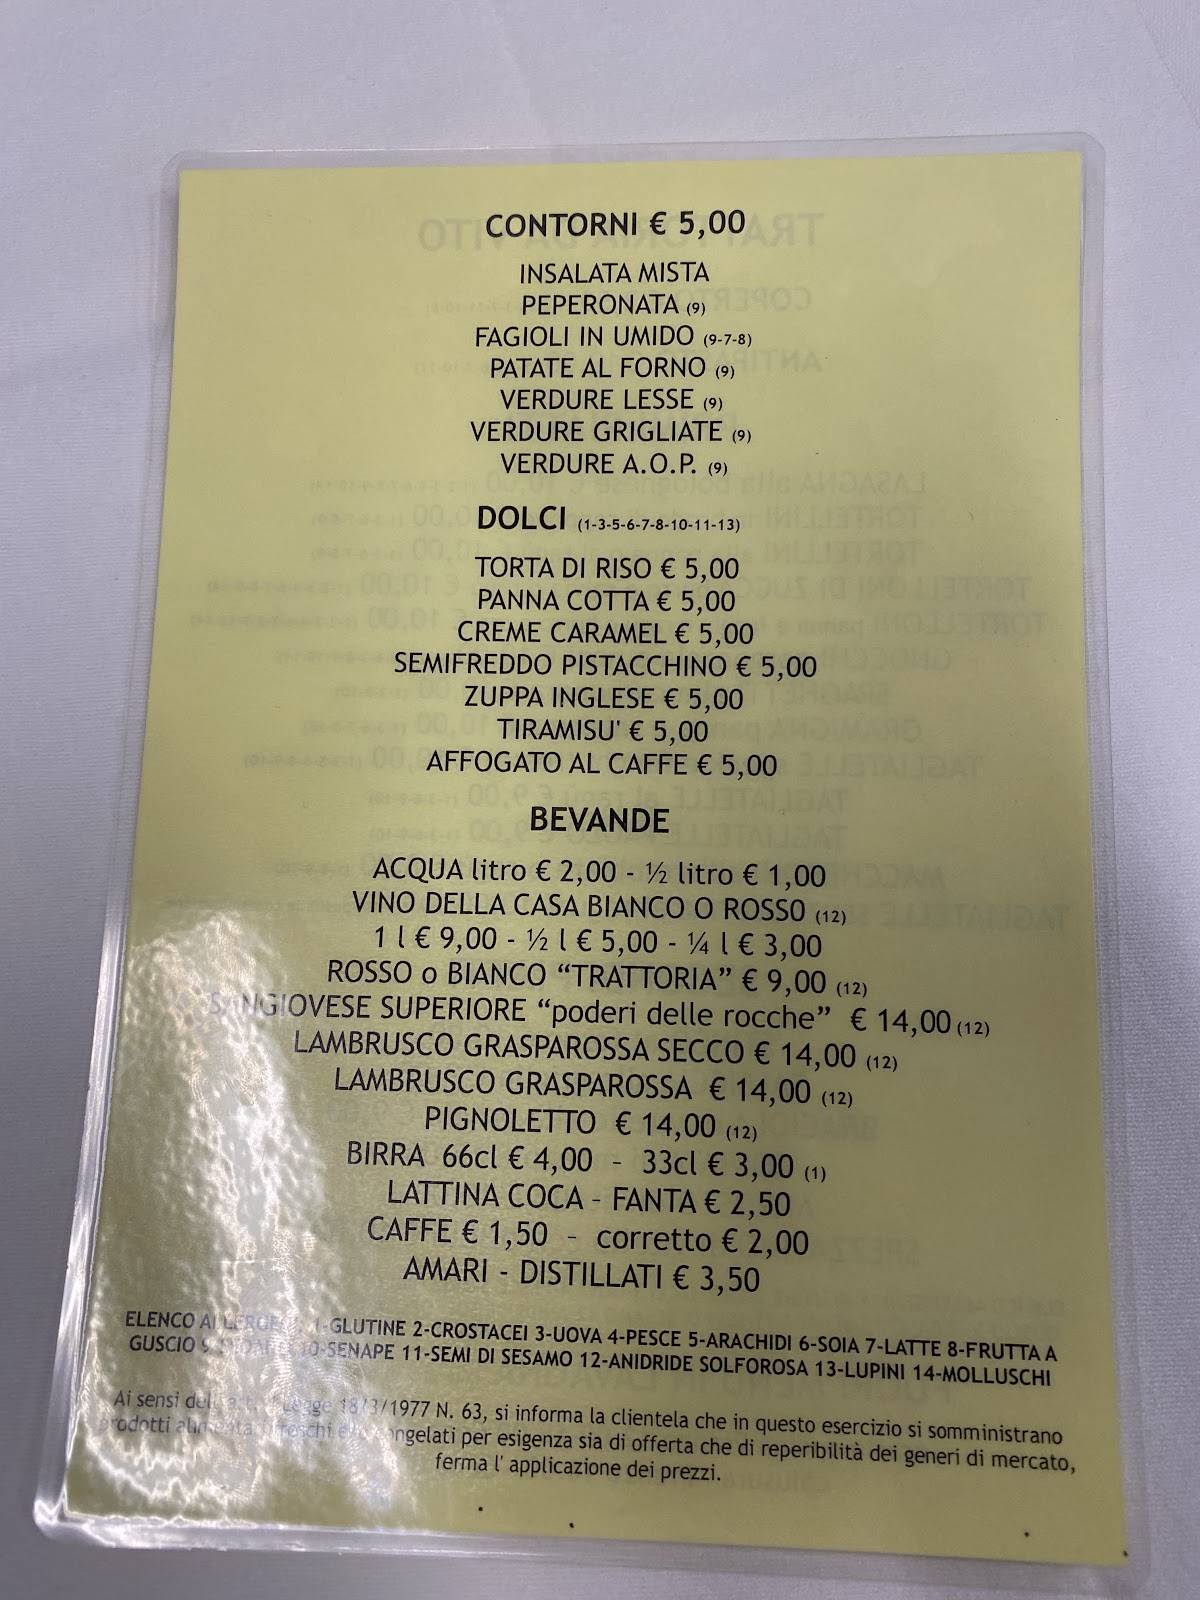 CONTORNI € 5,00
INSALATA MISTA
PEPERONATA (9)
FAGIOLI IN UMIDO (9-7-8)
PATATE AL FORNO (9)
VERDURE LESSE (9)
VERDURE GRIGLIATE (9)
VERDURE A.O.P. (9)
DOLCI (1-3-5-6-7-8-10-11-13)
TORTA DI RISO € 5,00
PANNA COTTA € 5,00
CREME CARAMEL € 5,00
SEMIFREDDO PISTACCHINO € 5,00
ZUPPA INGLESE € 5,00
TIRAMISU' € 5,00
AFFOGATO AL CAFFE € 5,00
BEVANDE
ACQUA litro € 2,00 - ½ litro € 1,00
VINO DELLA CASA BIANCO O ROSSO (12)
1 l € 9,00 - ½ l € 5,00 - ¼ l € 3,00
ROSSO o BIANCO “TRATTORIA” € 9,00 (12)
SANGIOVESE SUPERIORE “poderi delle rocche” € 14,00 (12)
LAMBRUSCO GRASPAROSSA SECCO € 14,00 (12)
LAMBRUSCO GRASPAROSSA € 14,00 (12)
PIGNOLETTO € 14,00 (12)
BIRRA 66cl € 4,00 - 33cl € 3,00 (1)
LATTINA COCA - FANTA € 2,50
CAFFE € 1,50 - corretto € 2,00
AMARI - DISTILLATI € 3,50
ELENCO 1-GLUTINE 2-CROSTACEI 3-UOVA 4-PESCE 5-ARACHIDI 6-SOIA 7-LATTE 8-FRUTTA A
GUSCIO 10-SENAPE 11-SEMI DI SESAMO 12-ANIDRIDE SOLFOROSA 13-LUPINI 14-MOLLUSCHI
Ai sensi Legge 18/3/1977 N. 63, si informa la clientela che in questo esercizio si somministrano
prodotti congelati per esigenza sia di offerta che di reperibilità dei generi di mercato,
ferma l' applicazione dei prezzi.